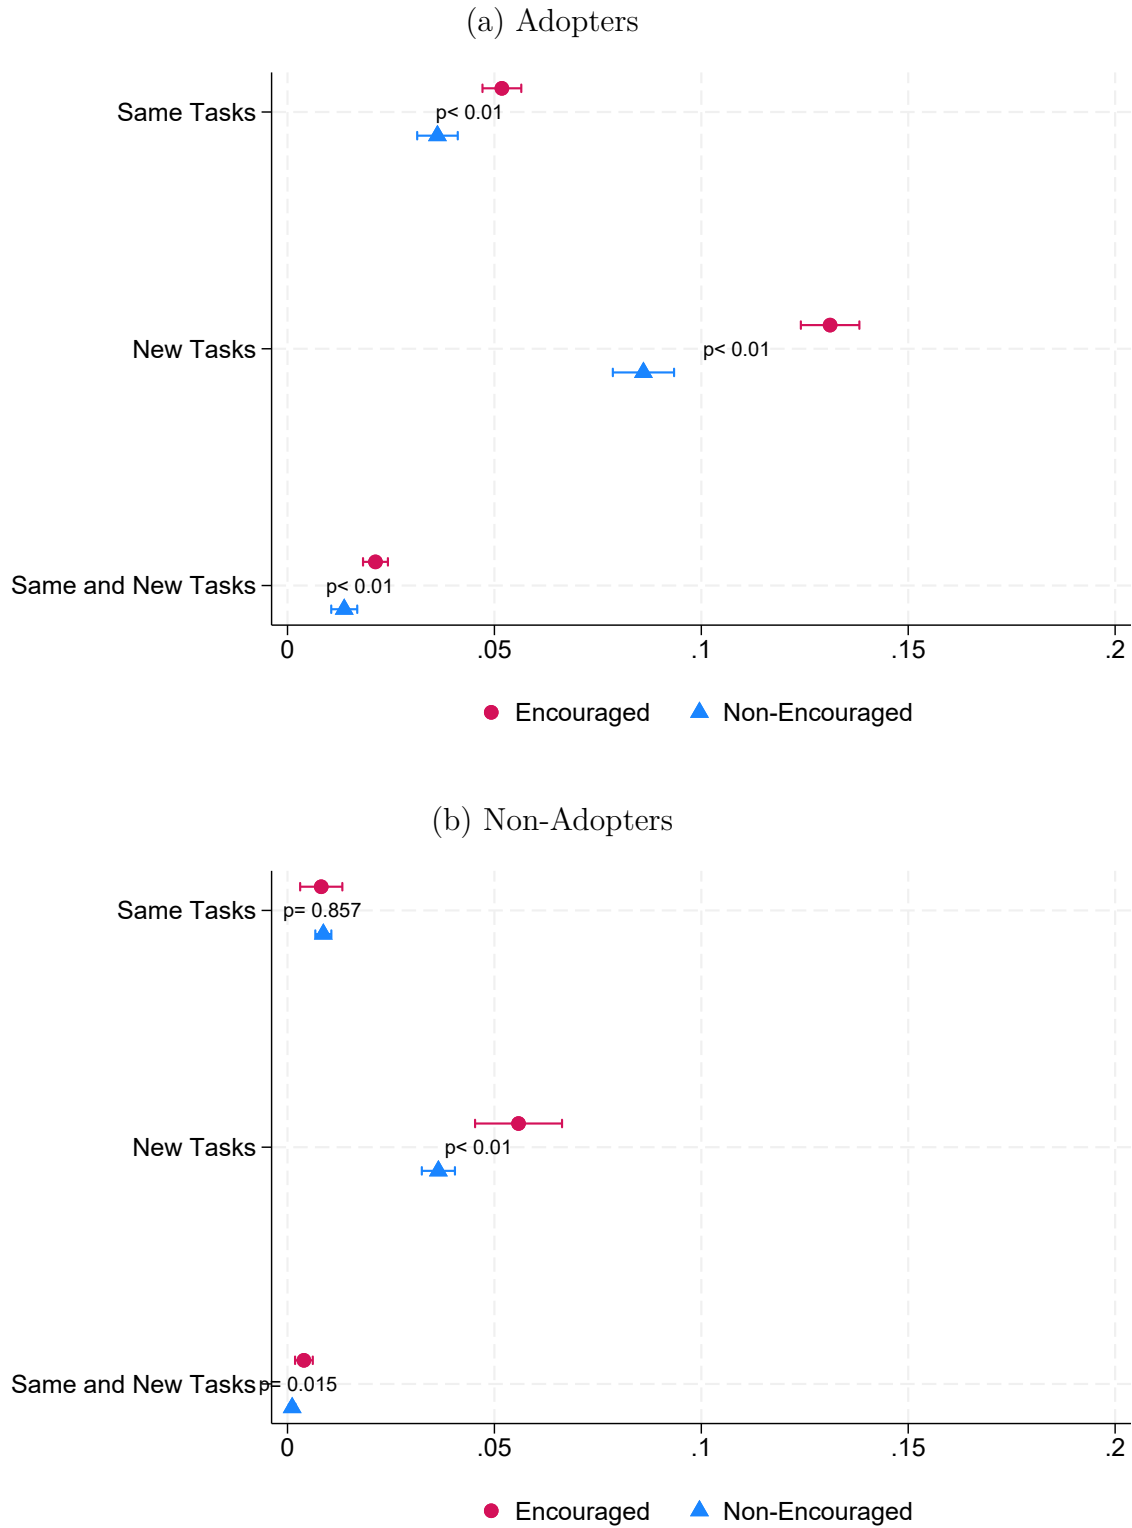 (a) Adopters
Same Tasks
p< 0.01
New Tasks
p< 0.01
Same and New Tasks
p< 0.01
0 .05 .1 .15 .2
Encouraged Non-Encouraged
(b) Non-Adopters
Same Tasks
p= 0.857
New Tasks
p< 0.01
Same and New Tasks
p= 0.015
0 .05 .1 .15 .2
Encouraged Non-Encouraged